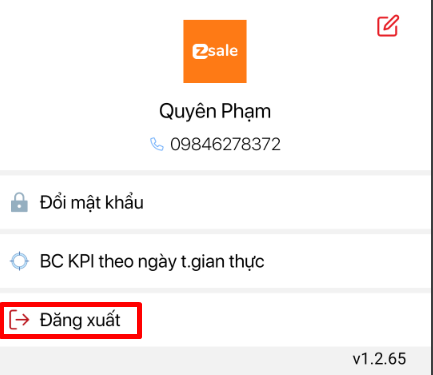 zsale
Quyên Phạm
09846278372
Đổi mật khẩu
BC KPI theo ngày t.gian thực
Đăng xuất
v1.2.65